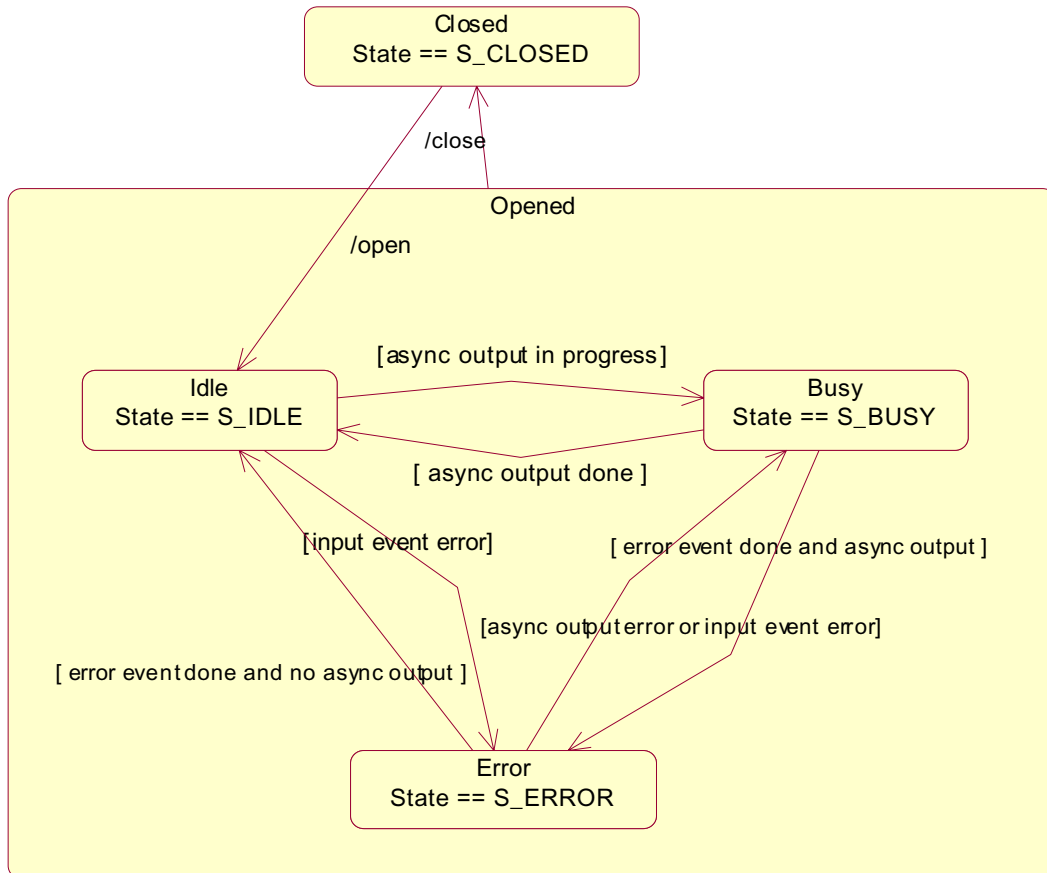 Closed
State == S_CLOSED
/close
Opened
/open
[async output in progress]
Idle
State == S_IDLE
Busy
State == S_BUSY
[ async output done ]
[input event error]
[ error event done and async output ]
[async output error or input event error]
[ error event done and no async output ]
Error
State == S_ERROR